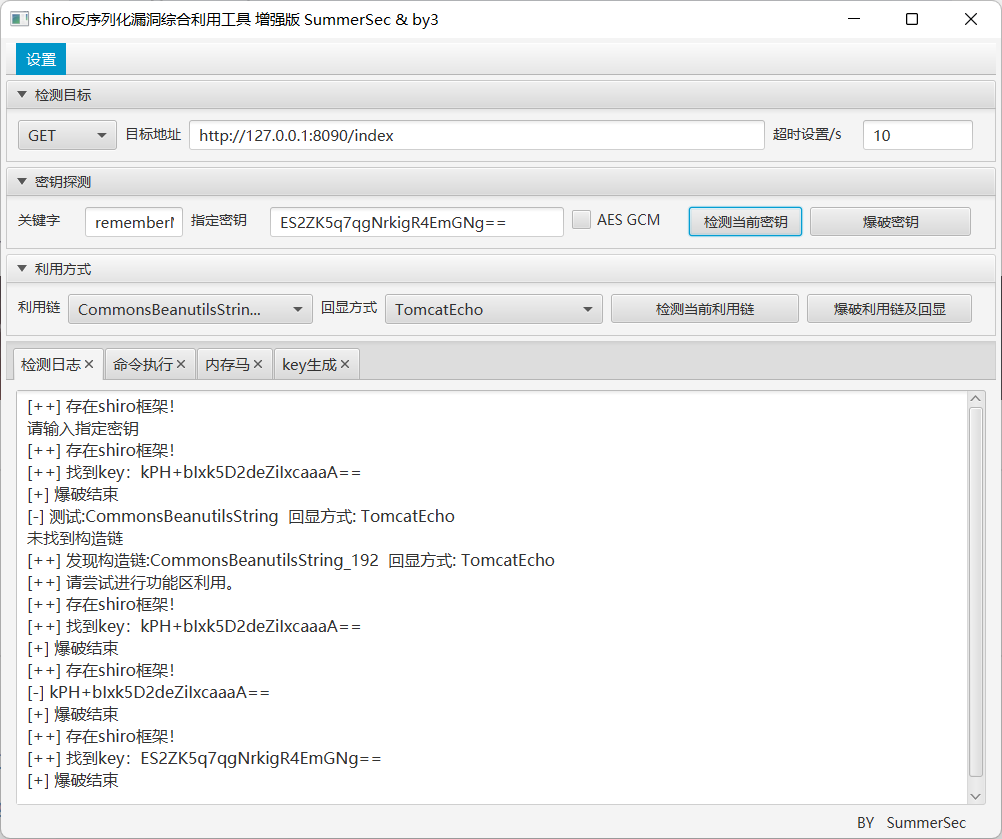 shiro反序列化漏洞综合利用工具 增强版 SummerSec & by3
设置
检测目标
GET 目标地址 http://127.0.0.1:8090/index 超时设置/s 10
密钥探测
关键字 rememberM 指定密钥 ES2ZK5q7qgNrkigR4EmGNg== AES GCM 检测当前密钥 爆破密钥
利用方式
利用链 CommonsBeanutilsStrin... 回显方式 TomcatEcho 检测当前利用链 爆破利用链及回显
检测日志 命令执行 内存马 key生成
[++] 存在shiro框架!
请输入指定密钥
[++] 存在shiro框架!
[++] 找到key：kPH+bIxk5D2deZiIxcaaaA==
[+] 爆破结束
[-] 测试:CommonsBeanutilsString 回显方式: TomcatEcho
未找到构造链
[++] 发现构造链:CommonsBeanutilsString_192 回显方式: TomcatEcho
[++] 请尝试进行功能区利用。
[++] 存在shiro框架!
[++] 找到key：kPH+bIxk5D2deZiIxcaaaA==
[+] 爆破结束
[++] 存在shiro框架!
[-] kPH+bIxk5D2deZiIxcaaaA==
[+] 爆破结束
[++] 存在shiro框架!
[++] 找到key：ES2ZK5q7qgNrkigR4EmGNg==
[+] 爆破结束
BY SummerSec